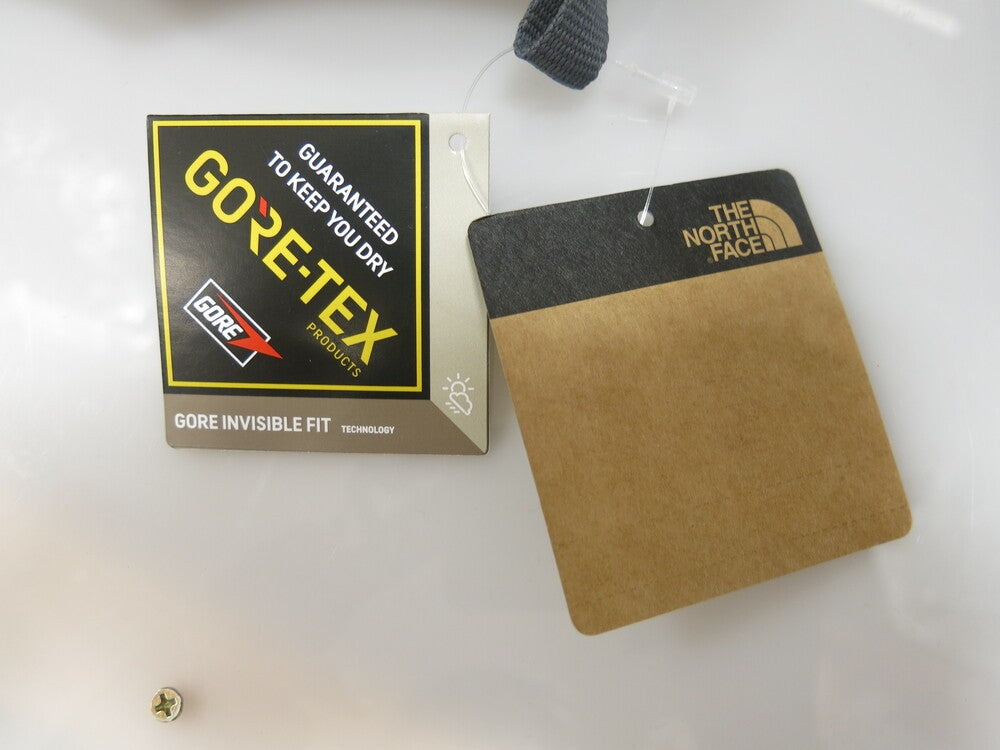 GUARANTEED
TO KEEP YOU DRY
GORE-TEX
PRODUCTS
GORE
GORE INVISIBLE FIT TECHNOLOGY
THE
NORTH
FACE